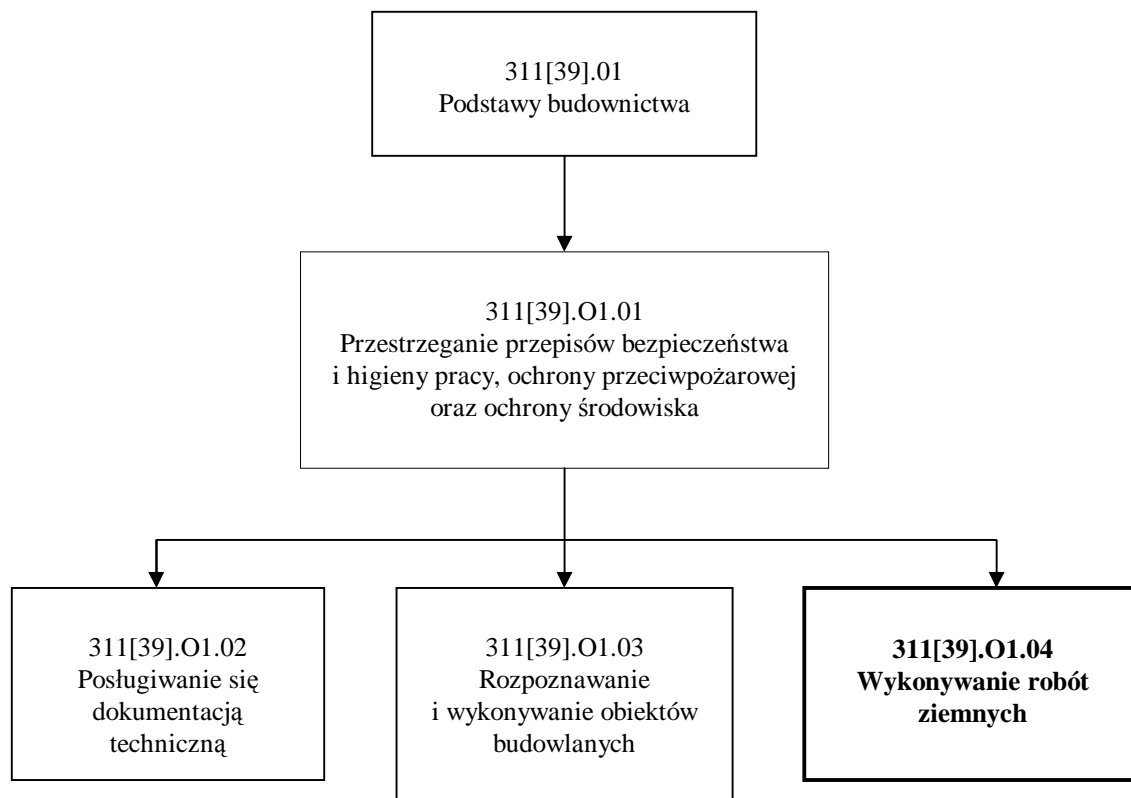 311[39].01
Podstawy budownictwa
311[39].O1.01
Przestrzeganie przepisów bezpieczeństwa
i higieny pracy, ochrony przeciwpożarowej
oraz ochrony środowiska
311[39].O1.02
Posługiwanie się
dokumentacją
techniczną
311[39].O1.03
Rozpoznawanie
i wykonywanie obiektów
budowlanych
311[39].O1.04
Wykonywanie robót
ziemnych